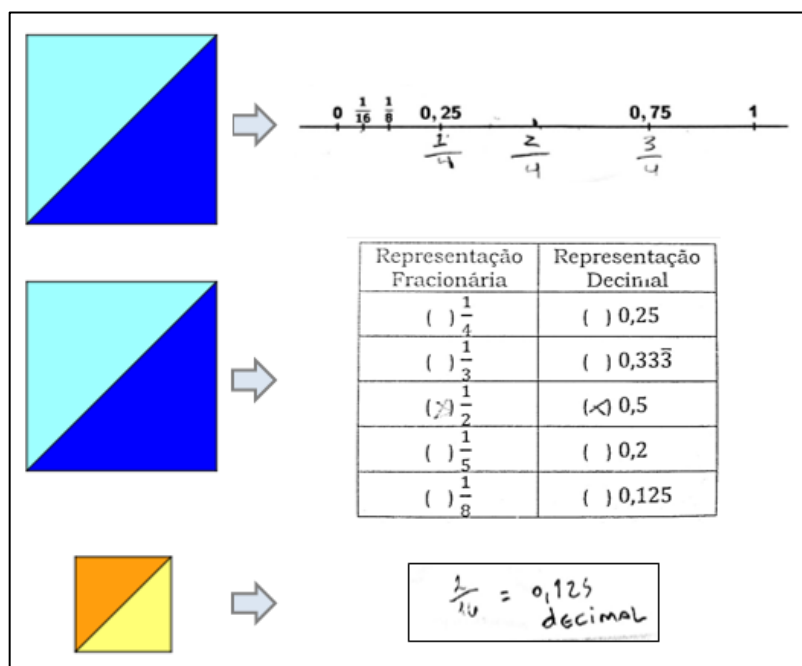 0 1/16 1/8 0,25 0,75 1
1/4 2/4 3/4
Representação Fracionária Representação Decimal
( ) 1/4 ( ) 0,25
( ) 1/3 ( ) 0,333̅
(X) 1/2 (X) 0,5
( ) 1/5 ( ) 0,2
( ) 1/8 ( ) 0,125
2/16 = 0,125
decimal